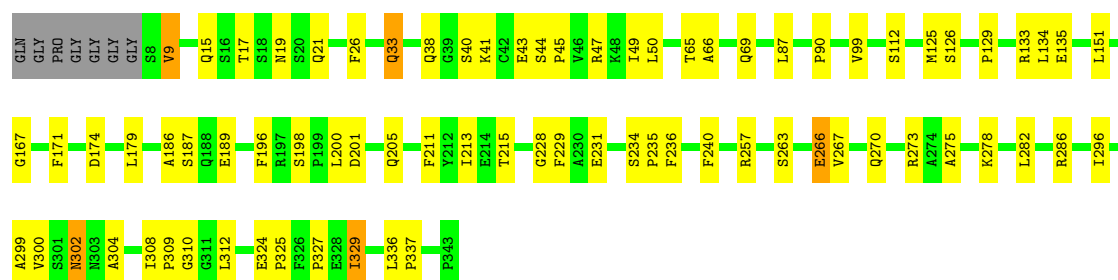 GLN GLY PRO GLY GLY GLY GLY S8 V9 Q15 S16 T17 S18 N19 S20 Q21 F26 Q33 Q38 G39 S40 K41 C42 E43 S44 P45 V46 R47 K48 I49 L50 T65 A66 Q69 L87 P90 V99 S112 M125 S126 P129 R133 L134 E135 L151
G167 F171 D174 L179 A186 S187 Q188 E189 F196 R197 S198 P199 L200 D201 Q205 F211 Y212 I213 E214 T215 G228 F229 A230 E231 S234 P235 F236 F240 R257 S263 E266 V267 Q270 R273 A274 A275 K278 L282 R286 I296
A299 V300 S301 N302 N303 A304 I308 P309 G310 G311 L312 E324 P325 F326 P327 E328 I329 L336 P337 P343